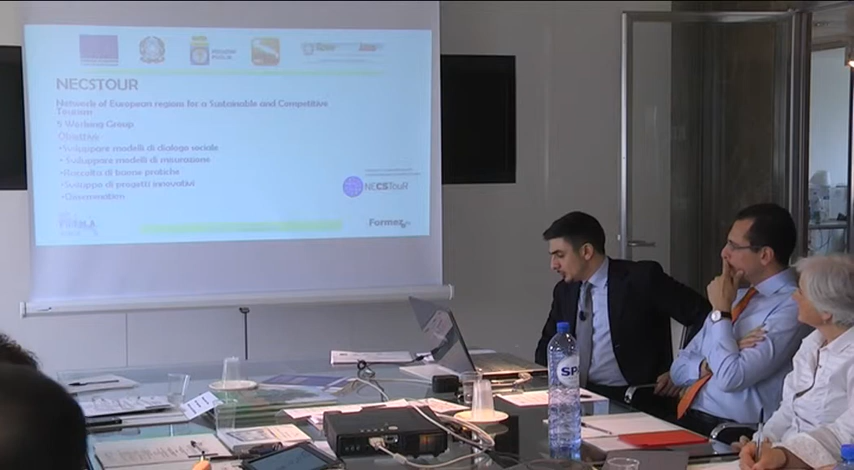 NECSTOUR
Network of European regions for a Sustainable and Competitive
Tourism
5 Working Group
Obiettivi
•Sviluppare modelli di dialogo sociale
• Sviluppare modelli di misurazione
•Raccolta di buone pratiche
•Sviluppo di progetti innovativi
•Dissemination
NECSTouR
Formez
SPA